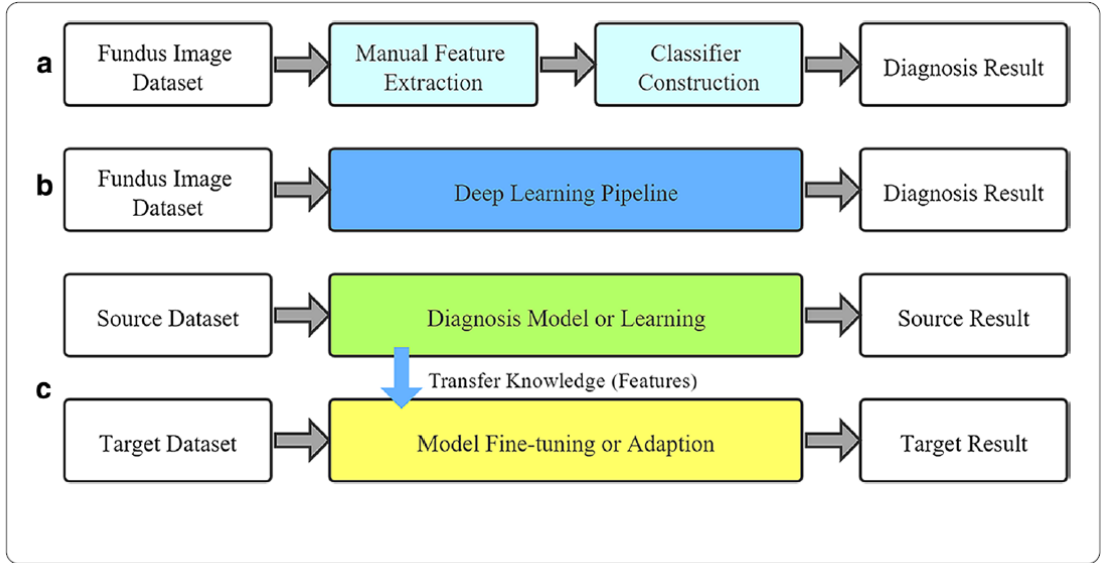 a
Fundus Image
Dataset
Manual Feature
Extraction
Classifier
Construction
Diagnosis Result
b
Fundus Image
Dataset
Deep Learning Pipeline
Diagnosis Result
c
Source Dataset
Diagnosis Model or Learning
Source Result
Transfer Knowledge (Features)
Target Dataset
Model Fine-tuning or Adaption
Target Result